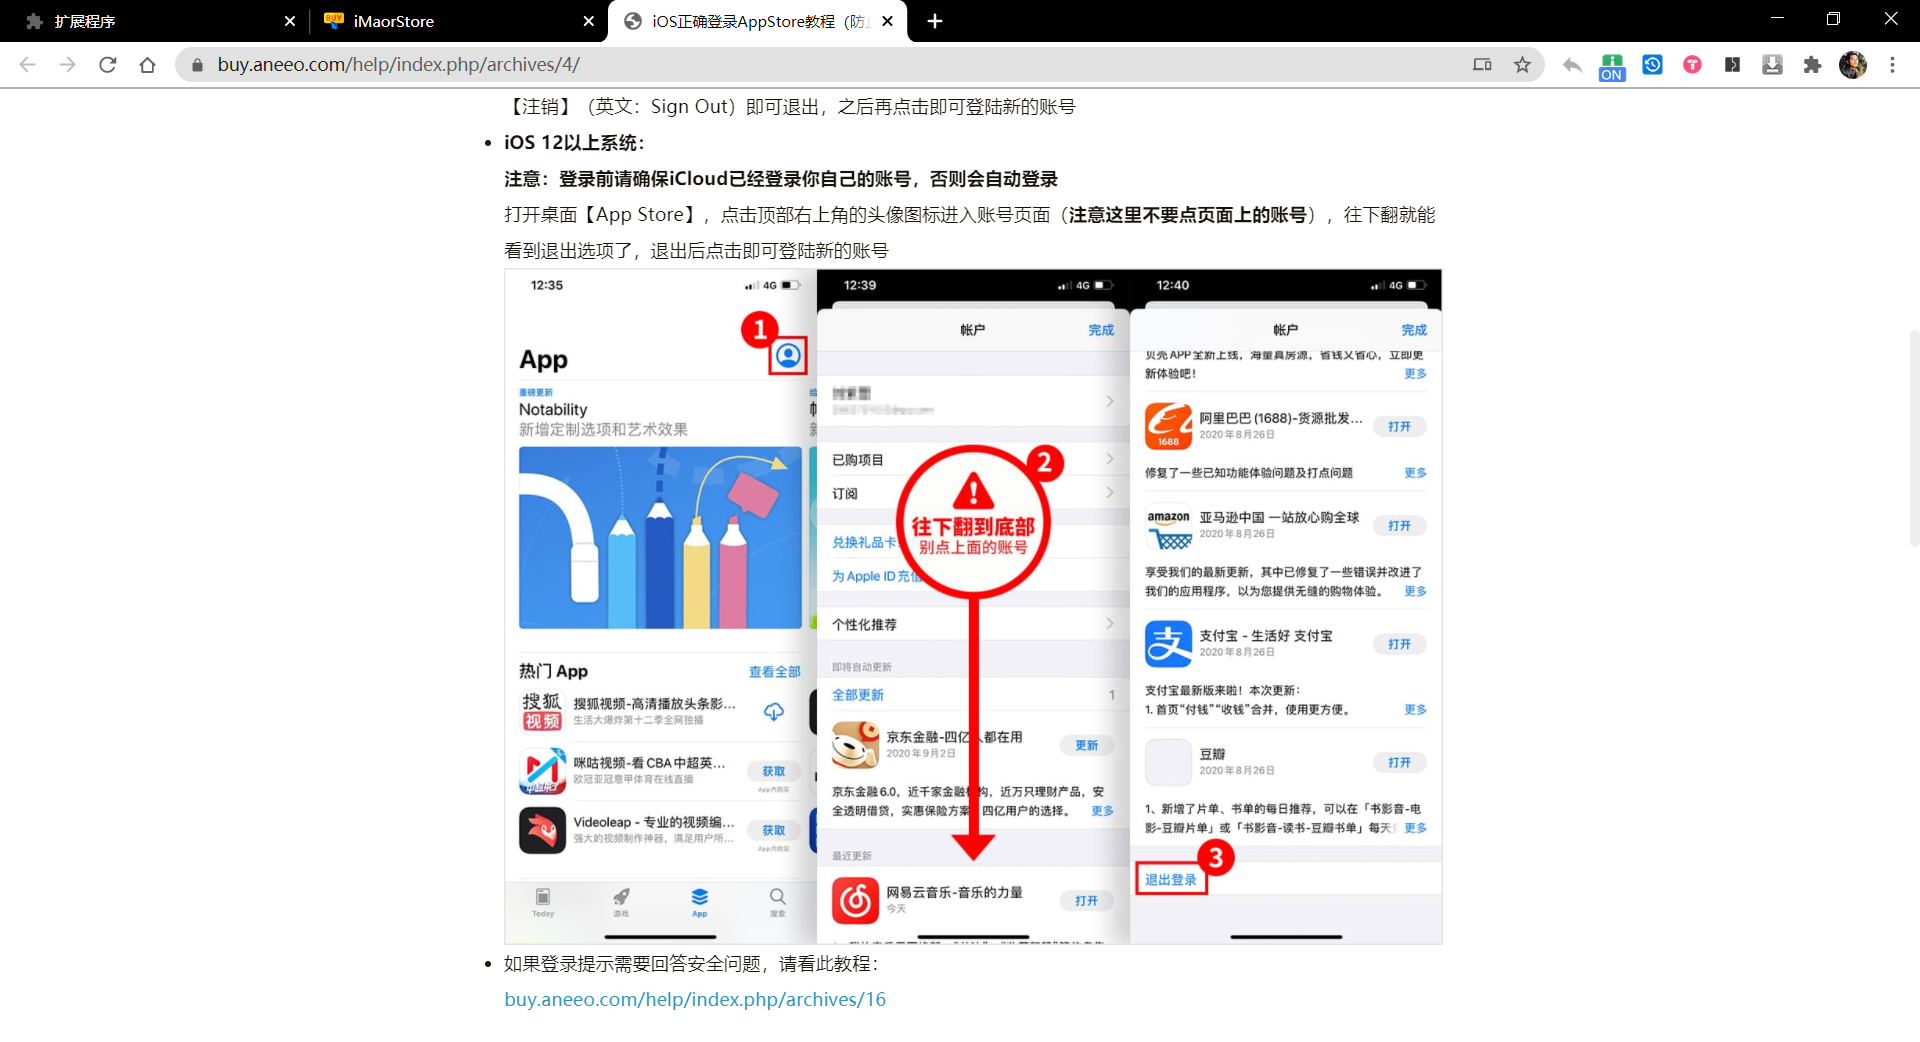 扩展程序
iMaorStore
iOS正确登录AppStore教程（防
buy.aneeo.com/help/index.php/archives/4/
ON
【注销】（英文：Sign Out）即可退出，之后再点击即可登陆新的账号
iOS 12以上系统：
注意：登录前请确保iCloud已经登录你自己的账号，否则会自动登录
打开桌面【App Store】，点击顶部右上角的头像图标进入账号页面（注意这里不要点页面上的账号），往下翻就能
看到退出选项了，退出后点击即可登陆新的账号
12:35
4G
1
App
重磅更新
Notability
新增定制选项和艺术效果
热门 App
查看全部
搜狐视频
搜狐视频-高清播放头条影...
生活大爆炸第十二季全网独播
咪咕视频-看 CBA 中超英...
欧冠亚冠意甲体育在线直播
获取
App内购买
Videoleap - 专业的视频编...
强大的视频制作神器，满足用户所...
获取
App内购买
Today
游戏
App
搜索
12:39
4G
帐户
完成
已购项目
订阅
2
往下翻到底部
别点上面的账号
兑换礼品卡
为 Apple ID 充值
个性化推荐
即将自动更新
全部更新
1
京东金融-四亿人都在用
2020年9月2日
更新
京东金融6.0，近千家金融机构，近万只理财产品，安
全透明借贷，实惠保险方案，四亿用户的选择。
更多
最近更新
网易云音乐-音乐的力量
今天
打开
12:40
4G
帐户
完成
贝壳APP全新上线，海量真房源，省钱又省心，立即更
新体验吧！
更多
1688
阿里巴巴 (1688)-货源批发...
2020年8月26日
打开
修复了一些已知功能体验问题及打点问题
更多
amazon
亚马逊中国 一站放心购全球
2020年8月26日
打开
享受我们的最新更新，其中已修复了一些错误并改进了
我们的应用程序，以为您提供无缝的购物体验。
更多
支
支付宝 - 生活好 支付宝
2020年8月26日
打开
支付宝最新版来啦！本次更新：
1. 首页“付钱”“收钱”合并，使用更方便。
更多
豆瓣
2020年8月26日
打开
1、新增了片单、书单的每日推荐，可以在「书影音-电
影-豆瓣片单」或「书影音-读书-豆瓣书单」每天
更多
3
退出登录
如果登录提示需要回答安全问题，请看此教程：
buy.aneeo.com/help/index.php/archives/16